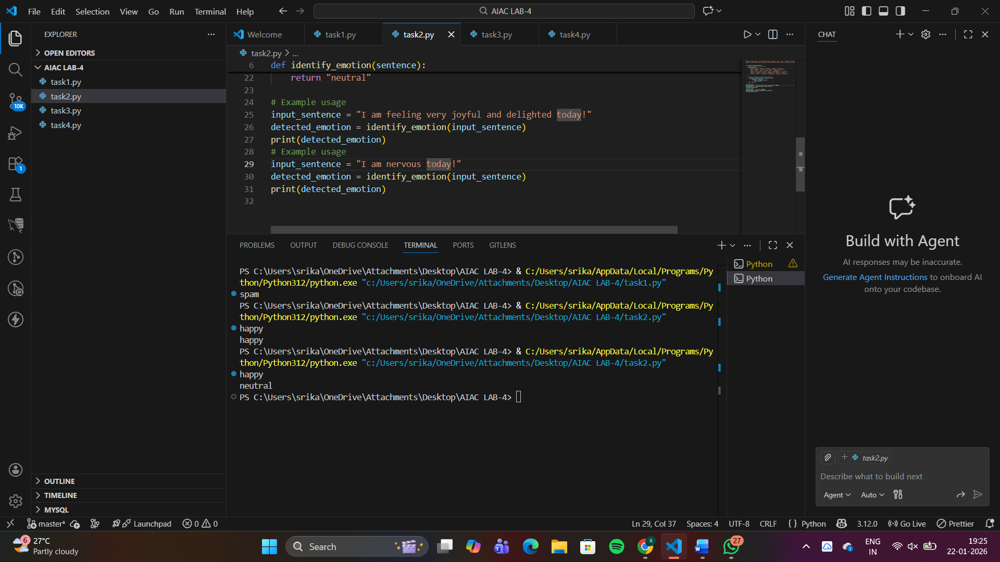 File Edit Selection View Go Run Terminal Help
AIAC LAB-4
EXPLORER
OPEN EDITORS
AIAC LAB-4
task1.py
task2.py
task3.py
task4.py
10K
1
OUTLINE
TIMELINE
MYSQL
Welcome task1.py task2.py task3.py task4.py
task2.py > ...
6 def identify_emotion(sentence):
22 return "neutral"
23
24 # Example usage
25 input_sentence = "I am feeling very joyful and delighted today!"
26 detected_emotion = identify_emotion(input_sentence)
27 print(detected_emotion)
28 # Example usage
29 input_sentence = "I am nervous today!"
30 detected_emotion = identify_emotion(input_sentence)
31 print(detected_emotion)
32
PROBLEMS OUTPUT DEBUG CONSOLE TERMINAL PORTS GITLENS
PS C:\Users\srika\OneDrive\Attachments\Desktop\AIAC LAB-4> & C:/Users/srika/AppData/Local/Programs/Py
thon/Python312/python.exe "c:/Users/srika/OneDrive/Attachments/Desktop/AIAC LAB-4/task1.py"
spam
PS C:\Users\srika\OneDrive\Attachments\Desktop\AIAC LAB-4> & C:/Users/srika/AppData/Local/Programs/Py
thon/Python312/python.exe "c:/Users/srika/OneDrive/Attachments/Desktop/AIAC LAB-4/task2.py"
happy
happy
PS C:\Users\srika\OneDrive\Attachments\Desktop\AIAC LAB-4> & C:/Users/srika/AppData/Local/Programs/Py
thon/Python312/python.exe "c:/Users/srika/OneDrive/Attachments/Desktop/AIAC LAB-4/task2.py"
happy
neutral
PS C:\Users\srika\OneDrive\Attachments\Desktop\AIAC LAB-4>
Python
Python
CHAT
Build with Agent
AI responses may be inaccurate.
Generate Agent Instructions to onboard AI
onto your codebase.
task2.py
Describe what to build next
Agent Auto
master* Launchpad 0 0 Ln 29, Col 37 Spaces: 4 UTF-8 CRLF { } Python 3.12.0 Go Live Prettier
6 27°C
Partly cloudy
Search
27
ENG
IN
19:25
22-01-2026